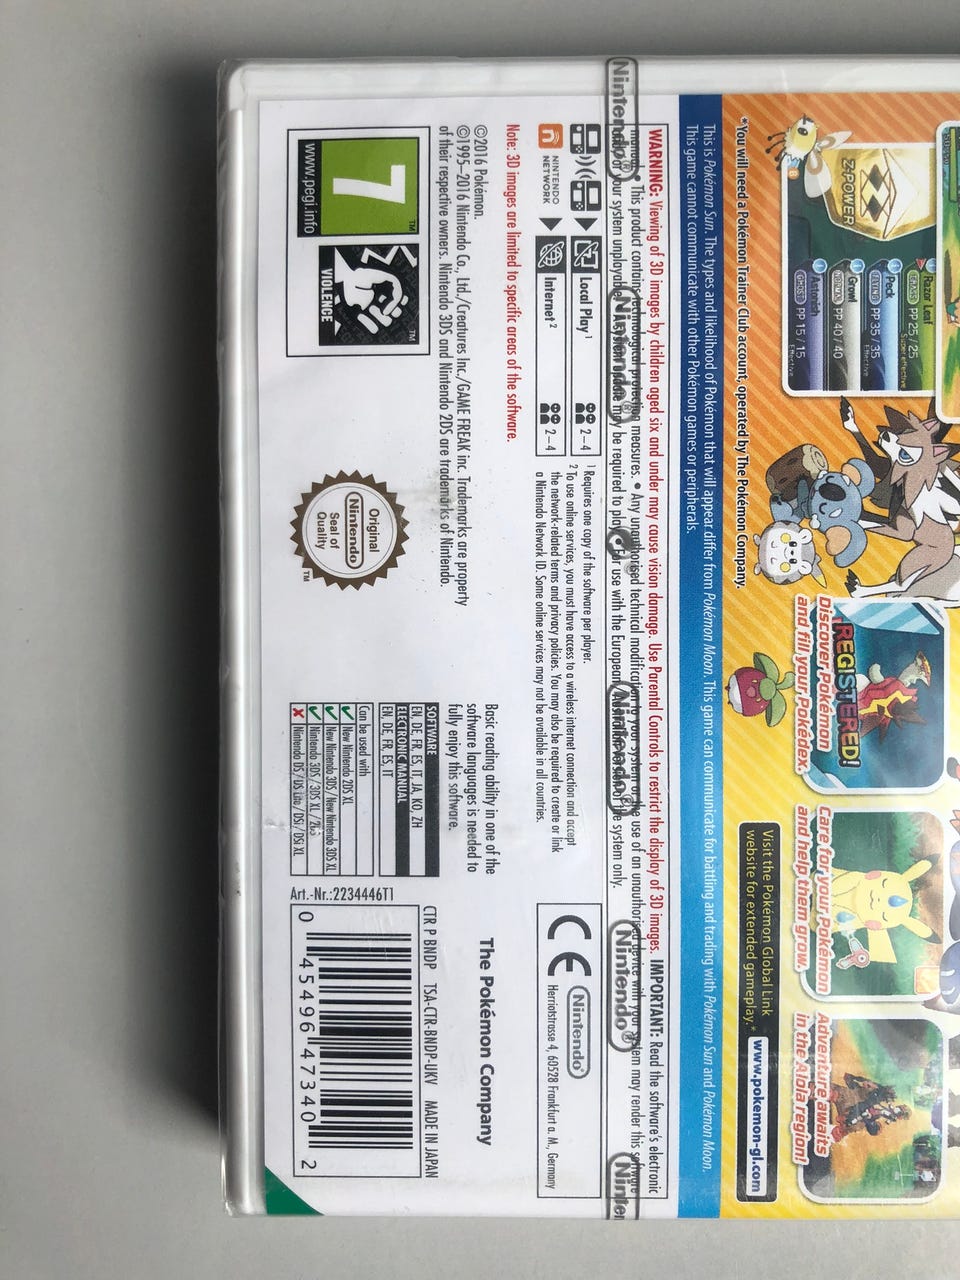 Z-POWER
Razor Leaf
GRASS PP 25/25
Super effective
Peck
FLYING PP 35/35
Effective
Growl
NORMAL PP 40/40
Astonish
GHOST PP 15/15
Effective
REGISTERED!
Discover Pokémon
and fill your Pokédex.
Care for your Pokémon
and help them grow.
Adventure awaits
in the Alola region!
Visit the Pokémon Global Link
website for extended gameplay.*
www.pokemon-gl.com
*You will need a Pokémon Trainer Club account, operated by The Pokémon Company.
This is Pokémon Sun. The types and likelihood of Pokémon that will appear differ from Pokémon Moon. This game can communicate for battling and trading with Pokémon Sun and Pokémon Moon.
This game cannot communicate with other Pokémon games or peripherals.
WARNING: Viewing of 3D images by children aged six and under may cause vision damage. Use Parental Controls to restrict the display of 3D images. IMPORTANT: Read the software's electronic
manual. • This product contains technological protection measures. • Any unauthorised technical modification to your system or the use of an unauthorised device with your system may render this software
or your system unplayable. A system update may be required to play. For use with the European version of the system only.
Nintendo®
Nintendo®
Nintendo®
Nintendo®
Local Play¹ 2–4
NINTENDO NETWORK
Internet² 2–4
¹ Requires one copy of the software per player.
² To use online services, you must have access to a wireless internet connection and accept
the network-related terms and privacy policies. You may also be required to create or link
a Nintendo Network ID. Some online services may not be available in all countries.
CE
Nintendo®
Herriotstrasse 4, 60528 Frankfurt a. M., Germany
Note: 3D images are limited to specific areas of the software.
©2016 Pokémon.
©1995–2016 Nintendo Co., Ltd./Creatures Inc./GAME FREAK inc. Trademarks are property
of their respective owners. Nintendo 3DS and Nintendo 2DS are trademarks of Nintendo.
7™
www.pegi.info
VIOLENCE
™
Original
Nintendo
Seal of
Quality
TM
Basic reading ability in one of the
software languages is needed to
fully enjoy this software.
SOFTWARE
EN, DE, FR, ES, IT, JA, KO, ZH
ELECTRONIC MANUAL
EN, DE, FR, ES, IT
Can be used with
✔ New Nintendo 2DS XL
✔ New Nintendo 3DS / New Nintendo 3DS XL
✔ Nintendo 3DS / 3DS XL / 2DS
✘ Nintendo DS / DS Lite / DSi / DSi XL
The Pokémon Company
CTR P BNDP TSA-CTR-BNDP-UKV MADE IN JAPAN
Art.-Nr.:2234446T1
0 45496 47340 2